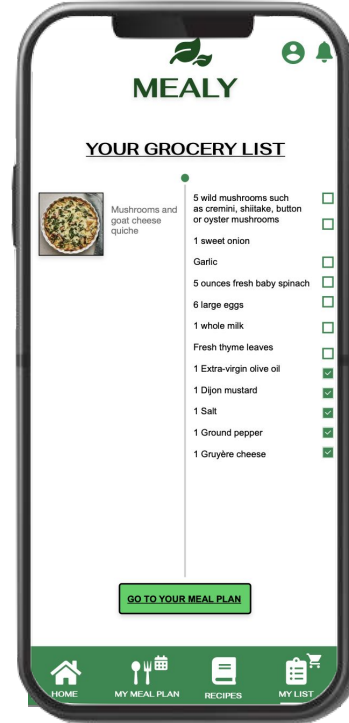 MEALY
YOUR GROCERY LIST
Mushrooms and
goat cheese
quiche
5 wild mushrooms such
as cremini, shiitake, button
or oyster mushrooms
1 sweet onion
Garlic
5 ounces fresh baby spinach
6 large eggs
1 whole milk
Fresh thyme leaves
1 Extra-virgin olive oil
1 Dijon mustard
1 Salt
1 Ground pepper
1 Gruyère cheese
GO TO YOUR MEAL PLAN
HOME
MY MEAL PLAN
RECIPES
MY LIST